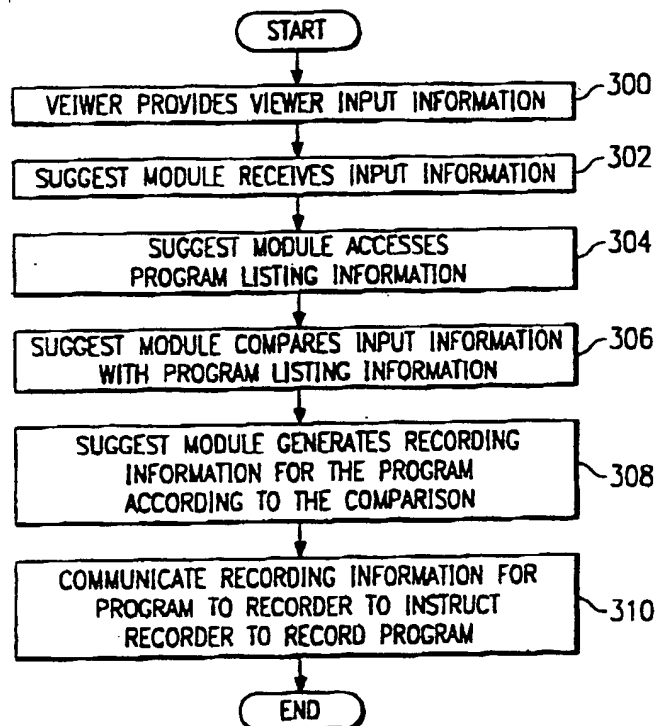 START
VEIWER PROVIDES VIEWER INPUT INFORMATION
300
SUGGEST MODULE RECEIVES INPUT INFORMATION
302
SUGGEST MODULE ACCESSES
PROGRAM LISTING INFORMATION
304
SUGGEST MODULE COMPARES INPUT INFORMATION
WITH PROGRAM LISTING INFORMATION
306
SUGGEST MODULE GENERATES RECORDING
INFORMATION FOR THE PROGRAM
ACCORDING TO THE COMPARISON
308
COMMUNICATE RECORDING INFORMATION FOR
PROGRAM TO RECORDER TO INSTRUCT
RECORDER TO RECORD PROGRAM
310
END